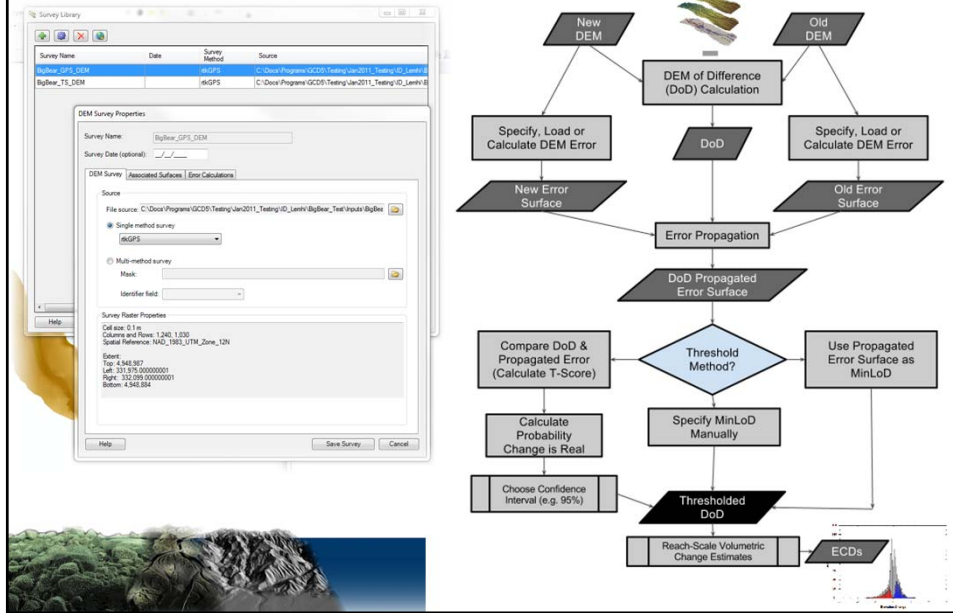 Survey Library
Survey Name Date Survey Method Source
BigBear_GPS_DEM rtkGPS C:\Docs\Programs\GCD5\Testing\Jan2011_Testing\ID_Lemhi\B
BigBear_TS_DEM rtkGPS C:\Docs\Programs\GCD5\Testing\Jan2011_Testing\ID_Lemhi\B
Help
DEM Survey Properties
Survey Name: BigBear_GPS_DEM
Survey Date (optional): __/__/____
DEM Survey Associated Surfaces Error Calculations
Source
File source: C:\Docs\Programs\GCD5\Testing\Jan2011_Testing\ID_Lemhi\BigBear_Test\Inputs\BigBea
Single method survey
rtkGPS
Multi-method survey
Mask:
Identifier field:
Survey Raster Properties
Cell size: 0.1 m
Columns and Rows: 1,240, 1,030
Spatial Reference: NAD_1983_UTM_Zone_12N
Extent:
Top: 4,948,987
Left: 331,975.000000001
Right: 332,099.000000001
Bottom: 4,948,884
Help Save Survey Cancel
New
DEM
Old
DEM
DEM of Difference
(DoD) Calculation
Specify, Load or
Calculate DEM Error
DoD
Specify, Load or
Calculate DEM Error
New Error
Surface
Old Error
Surface
Error Propagation
DoD Propagated
Error Surface
Compare DoD &
Propagated Error
(Calculate T-Score)
Threshold
Method?
Use Propagated
Error Surface as
MinLoD
Calculate
Probability
Change is Real
Specify MinLoD
Manually
Choose Confidence
Interval (e.g. 95%)
Thresholded
DoD
Reach-Scale Volumetric
Change Estimates
ECDs